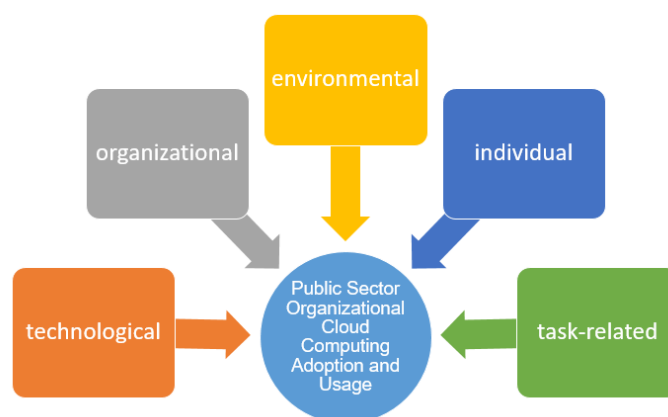 environmental
organizational
individual
technological
Public Sector
Organizational
Cloud
Computing
Adoption and
Usage
task-related